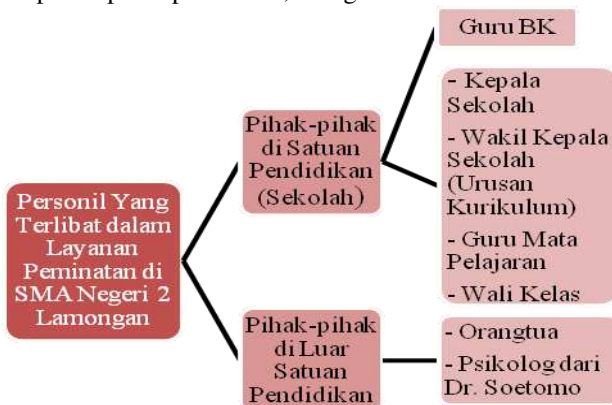 Personil Yang
Terlibat dalam
Layanan
Peminatan di
SMA Negeri 2
Lamongan
Pihak-pihak
di Satuan
Pendidikan
(Sekolah)
Guru BK
- Kepala
Sekolah
- Wakil Kepala
Sekolah
(Urusan
Kurikulum)
- Guru Mata
Pelajaran
- Wali Kelas
Pihak-pihak
di Luar
Satuan
Pendidikan
- Orangtua
- Psikolog dari
Dr. Soetomo